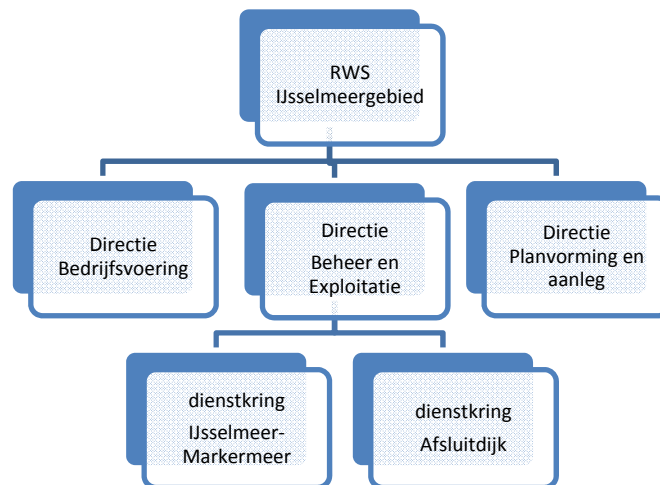 RWS
IJsselmeergebied
Directie
Bedrijfsvoering
Directie
Beheer en
Exploitatie
Directie
Planvorming en
aanleg
dienstkring
IJsselmeer-
Markermeer
dienstkring
Afsluitdijk